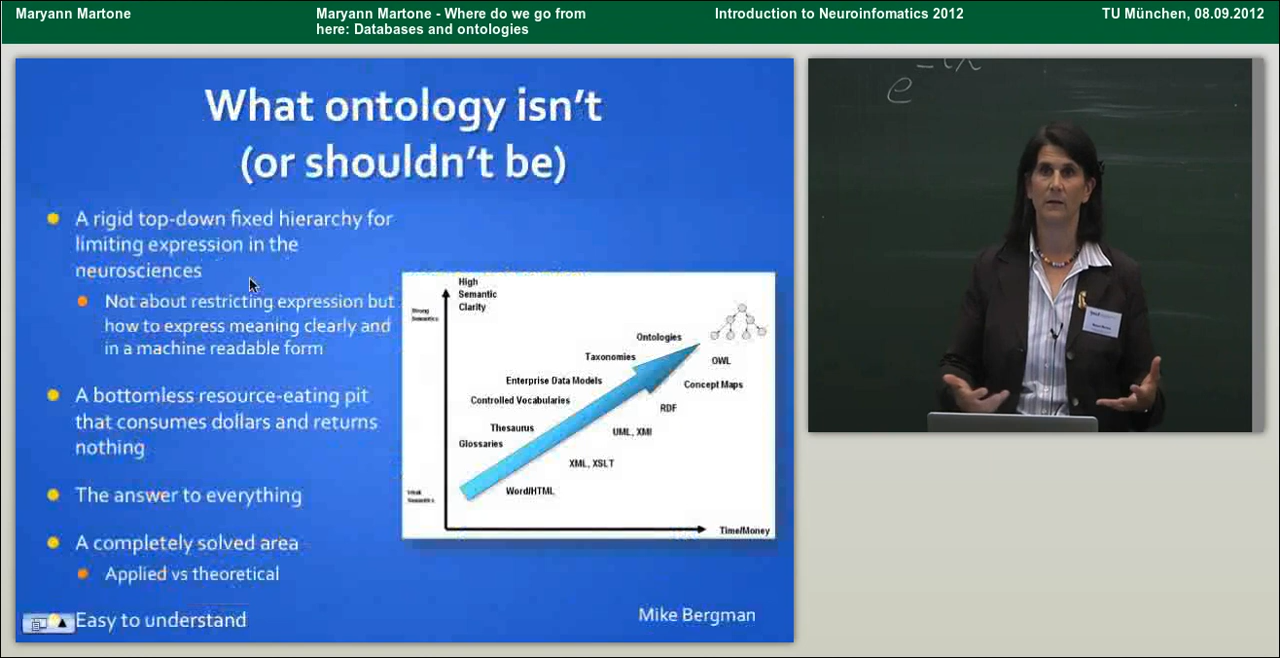 Maryann Martone
Maryann Martone - Where do we go from
here: Databases and ontologies
Introduction to Neuroinfomatics 2012
TU München, 08.09.2012
What ontology isn't
(or shouldn't be)
A rigid top-down fixed hierarchy for
limiting expression in the
neurosciences
Not about restricting expression but
how to express meaning clearly and
in a machine readable form
A bottomless resource-eating pit
that consumes dollars and returns
nothing
The answer to everything
A completely solved area
Applied vs theoretical
Easy to understand
High
Semantic
Clarity
Strong
Semantics
Ontologies
Taxonomies
OWL
Enterprise Data Models
Concept Maps
Controlled Vocabularies
RDF
Thesaurus
UML, XMI
Glossaries
XML, XSLT
Word/HTML
Weak
Semantics
Time/Money
Mike Bergman